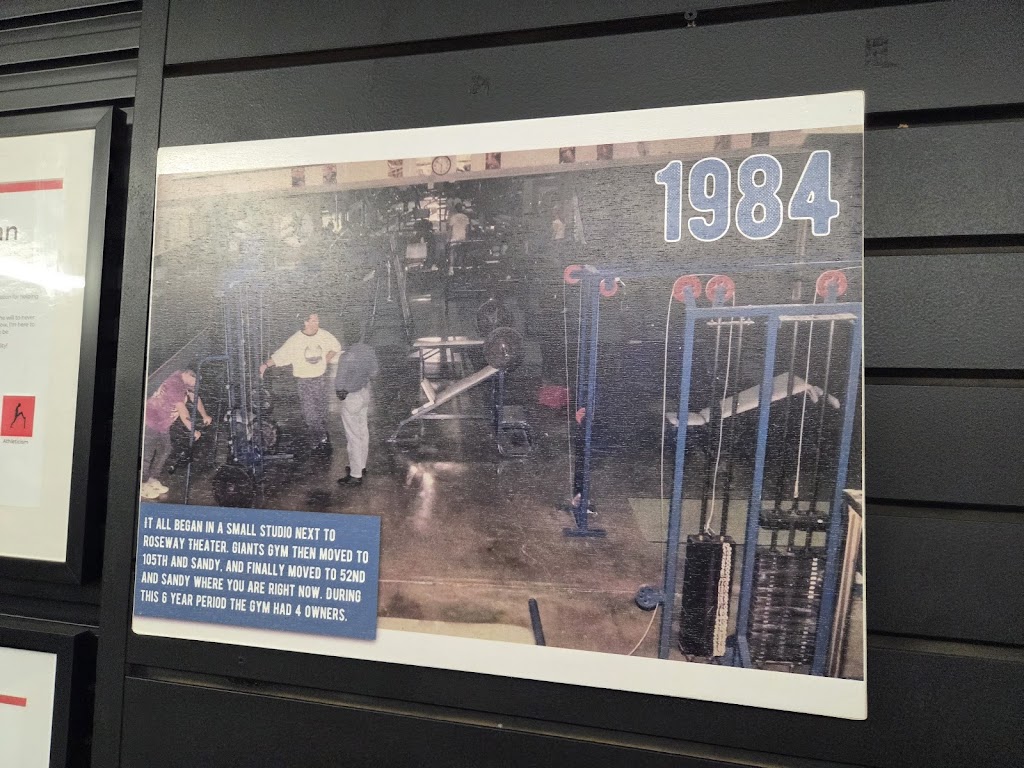 1984
IT ALL BEGAN IN A SMALL STUDIO NEXT TO
ROSEWAY THEATER. GIANTS GYM THEN MOVED TO
105TH AND SANDY, AND FINALLY MOVED TO 52ND
AND SANDY WHERE YOU ARE RIGHT NOW. DURING
THIS 6 YEAR PERIOD THE GYM HAD 4 OWNERS.
Athleticism